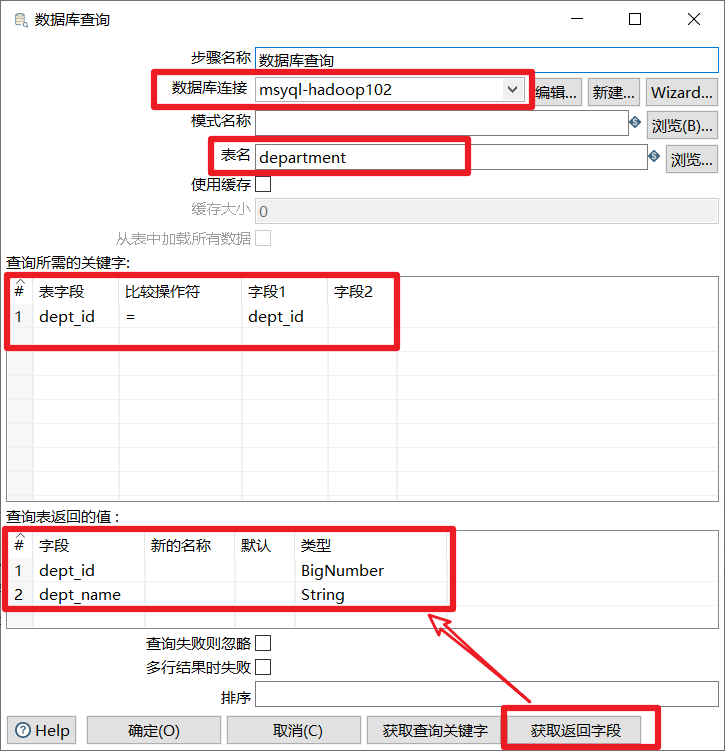 数据库查询
步骤名称 数据库查询
数据库连接 msyql-hadoop102 编辑... 新建... Wizard...
模式名称 浏览(B)...
表名 department 浏览...
使用缓存
缓存大小 0
从表中加载所有数据
查询所需的关键字:
# 表字段 比较操作符 字段1 字段2
1 dept_id = dept_id
查询表返回的值 :
# 字段 新的名称 默认 类型
1 dept_id BigNumber
2 dept_name String
查询失败则忽略
多行结果时失败
排序
Help 确定(O) 取消(C) 获取查询关键字 获取返回字段